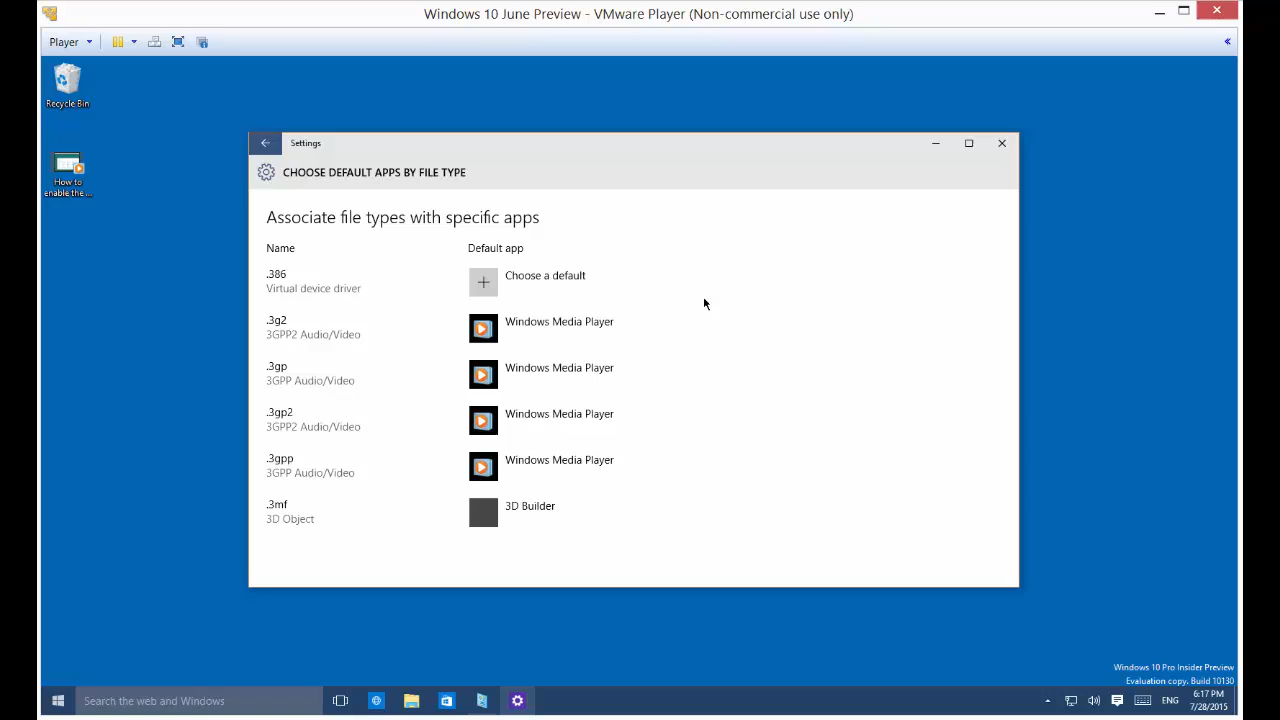 Windows 10 June Preview - VMware Player (Non-commercial use only)
Player
Recycle Bin
How to
enable the ...
Settings
CHOOSE DEFAULT APPS BY FILE TYPE
Associate file types with specific apps
Name Default app
.386 Choose a default
Virtual device driver
.3g2 Windows Media Player
3GPP2 Audio/Video
.3gp Windows Media Player
3GPP Audio/Video
.3gp2 Windows Media Player
3GPP2 Audio/Video
.3gpp Windows Media Player
3GPP Audio/Video
.3mf 3D Builder
3D Object
Windows 10 Pro Insider Preview
Evaluation copy. Build 10130
Search the web and Windows
ENG
6:17 PM
7/28/2015